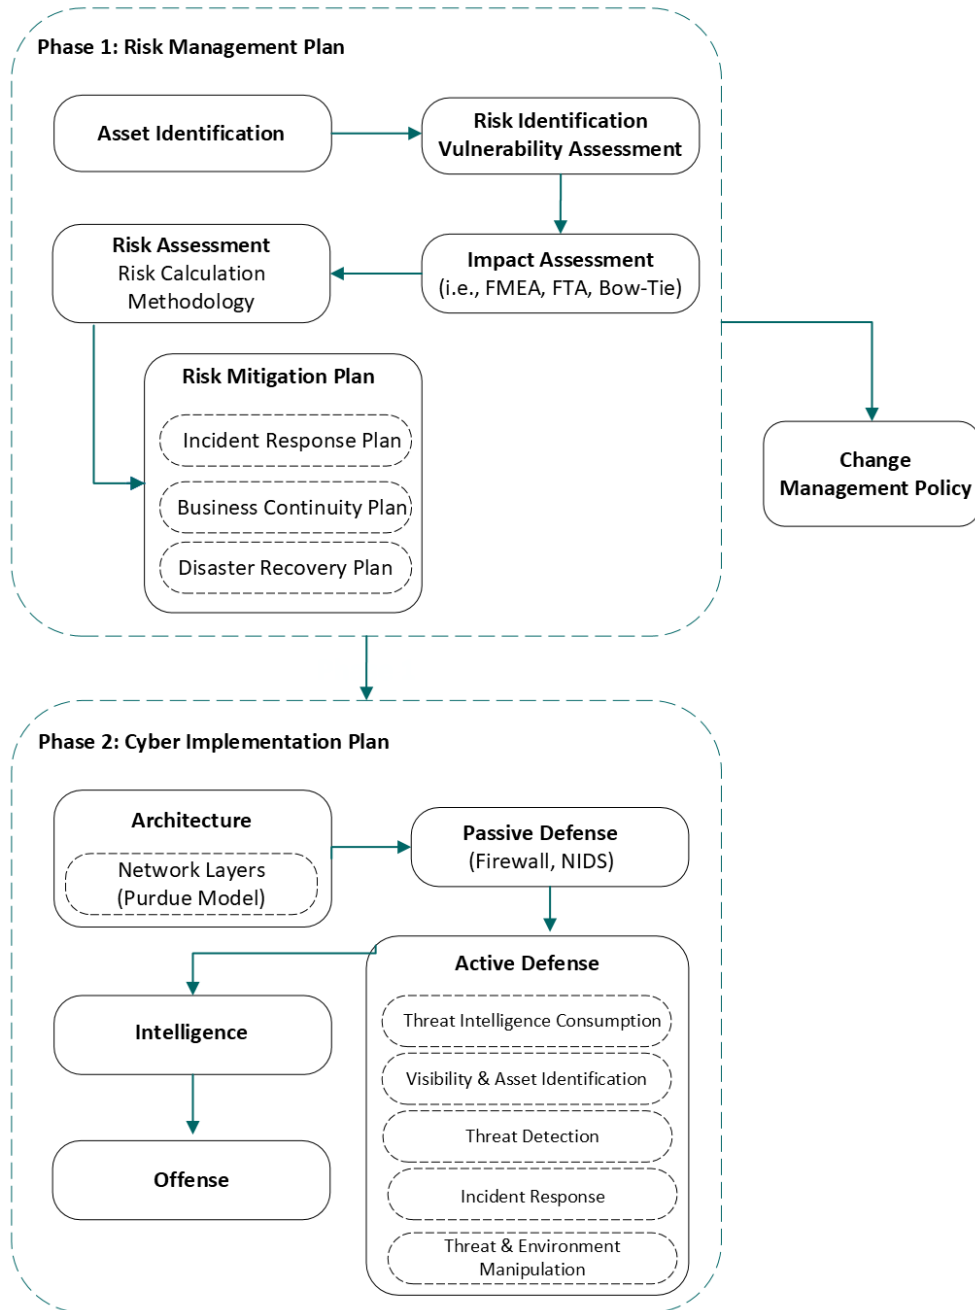 Phase 1: Risk Management Plan
Asset Identification
Risk Identification
Vulnerability Assessment
Risk Assessment
Risk Calculation
Methodology
Impact Assessment
(i.e., FMEA, FTA, Bow-Tie)
Risk Mitigation Plan
Incident Response Plan
Business Continuity Plan
Disaster Recovery Plan
Change
Management Policy
Phase 2: Cyber Implementation Plan
Architecture
Network Layers
(Purdue Model)
Passive Defense
(Firewall, NIDS)
Active Defense
Threat Intelligence Consumption
Visibility & Asset Identification
Threat Detection
Incident Response
Threat & Environment
Manipulation
Intelligence
Offense